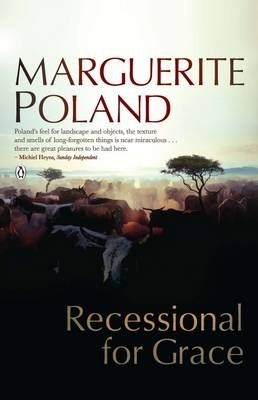 MARGUERITE
POLAND
Poland's feel for landscape and objects, the texture
and smells of long-forgotten things is near miraculous . . .
there are great pleasures to be had here.
– Michiel Heyns, Sunday Independent
Recessional
for Grace